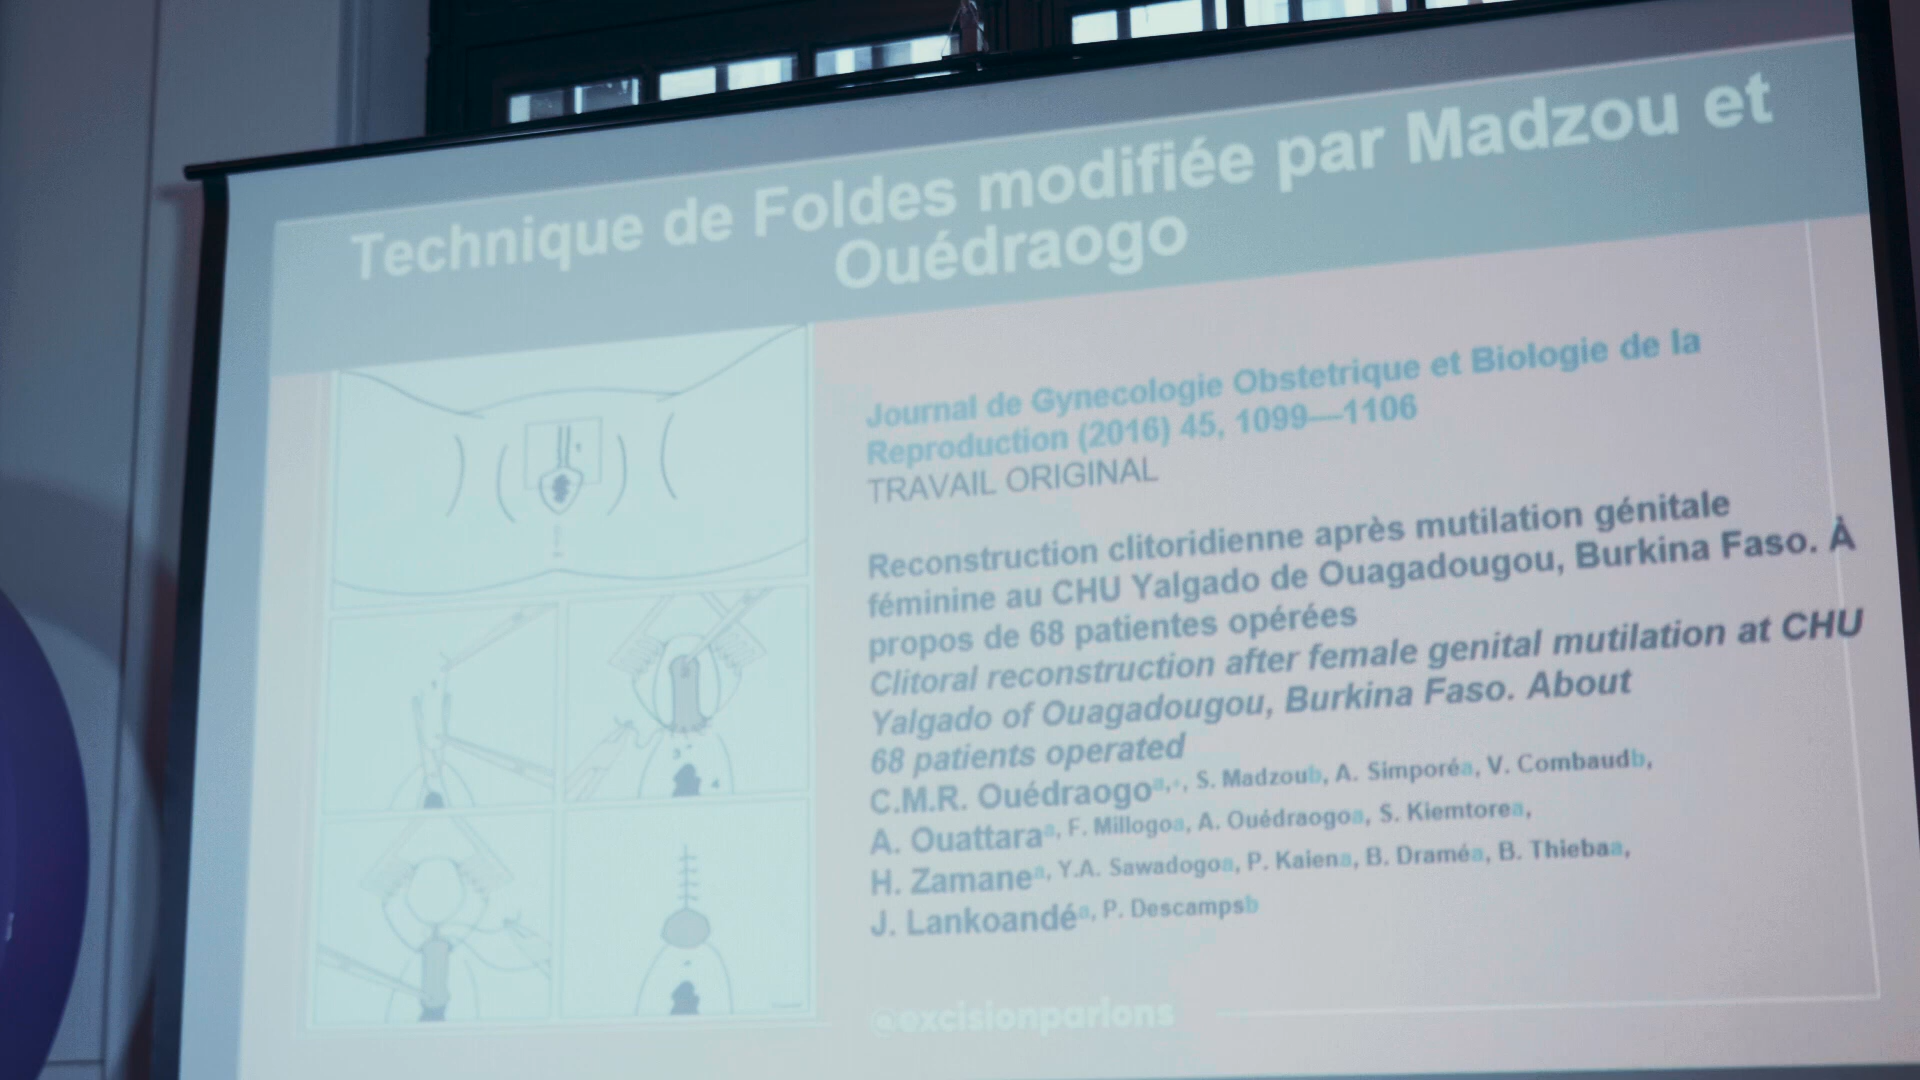 Technique de Foldes modifiée par Madzou et
Ouédraogo
Journal de Gynecologie Obstetrique et Biologie de la
Reproduction (2016) 45, 1099—1106
TRAVAIL ORIGINAL
Reconstruction clitoridienne après mutilation génitale
féminine au CHU Yalgado de Ouagadougou, Burkina Faso. À
propos de 68 patientes opérées
Clitoral reconstruction after female genital mutilation at CHU
Yalgado of Ouagadougou, Burkina Faso. About
68 patients operated
C.M.R. Ouédraogoa,*, S. Madzoub, A. Simporéa, V. Combaudb,
A. Ouattaraa, F. Millogoa, A. Ouédraogoa, S. Kiemtorea,
H. Zamanea, Y.A. Sawadogoa, P. Kaiena, B. Draméa, B. Thiebaa,
J. Lankoandéa, P. Descampsb
excisionparlons